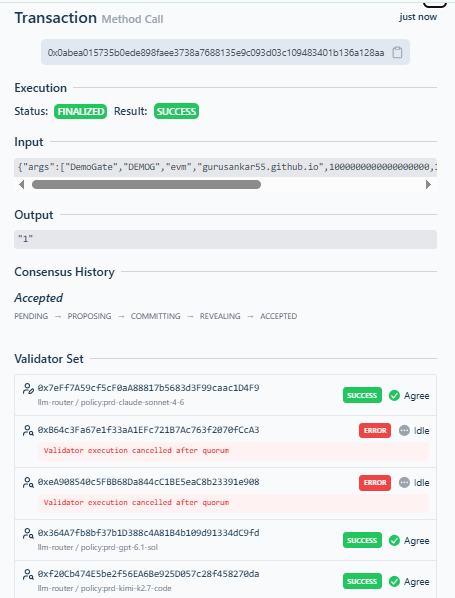 Transaction Method Call
just now
0x0abea015735b0ede898faee3738a7688135e9c093d03c109483401b136a128aa
Execution
Status: FINALIZED Result: SUCCESS
Input
{"args":["DemoGate","DEMOG","evm","gurusankar55.github.io",1000000000000000000,
Output
"1"
Consensus History
Accepted
PENDING → PROPOSING → COMMITTING → REVEALING → ACCEPTED
Validator Set
0x7eFf7A59cf5cF0aA88817b5683d3F99caac1D4F9
SUCCESS Agree
llm-router / policy:prd-claude-sonnet-4-6
0xB64c3Fa67e1f33aA1EFc721B7Ac763f2070fCcA3
ERROR Idle
Validator execution cancelled after quorum
0xeA908540c5FBB68Da844cC1BE5eaC8b23391e908
ERROR Idle
Validator execution cancelled after quorum
0x364A7fb8bf37b1D388c4A81B4b109d91334dC9fd
SUCCESS Agree
llm-router / policy:prd-gpt-6.1-sol
0xf20Cb474E5be2f56EA6Be925D057c28f458270da
SUCCESS Agree
llm-router / policy:prd-kimi-k2.7-code